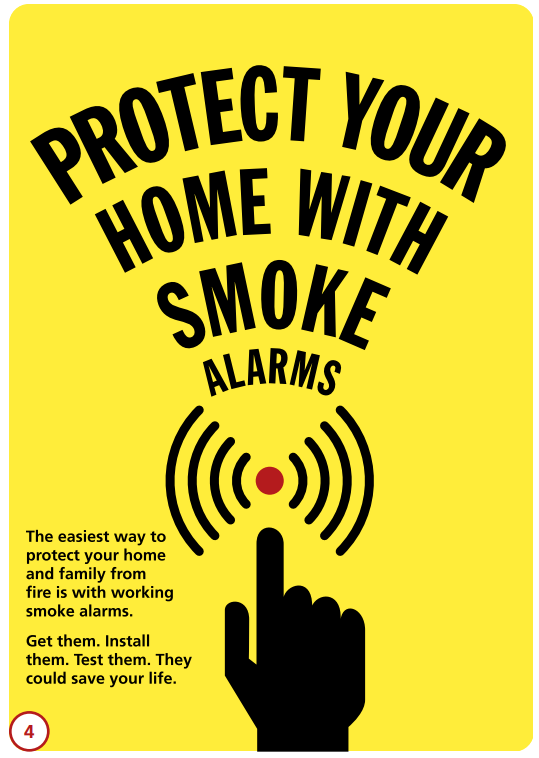 PROTECT YOUR
HOME WITH
SMOKE
ALARMS
The easiest way to
protect your home
and family from
fire is with working
smoke alarms.
Get them. Install
them. Test them. They
could save your life.
4